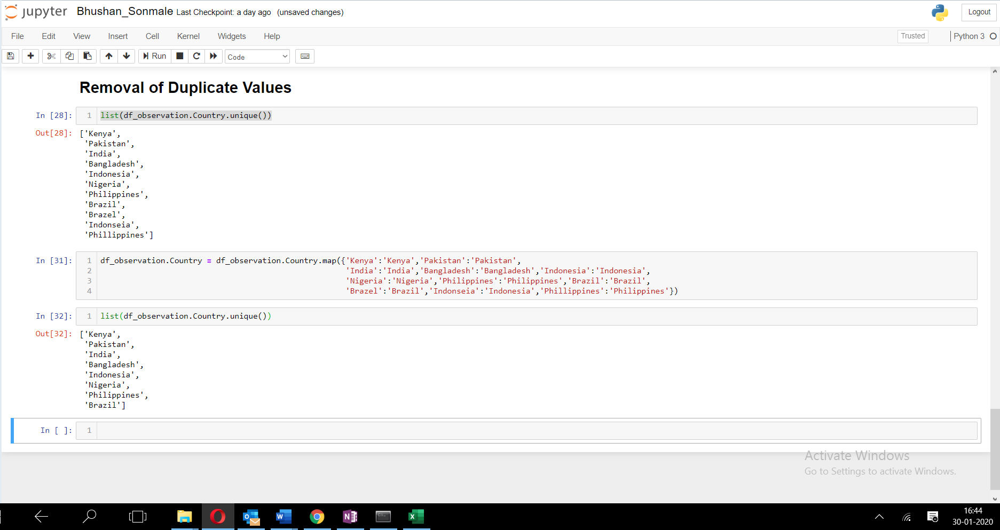 jupyter Bhushan_Sonmale Last Checkpoint: a day ago (unsaved changes) Logout
File Edit View Insert Cell Kernel Widgets Help Trusted Python 3
Run Code
Removal of Duplicate Values
In [28]: 1 list(df_observation.Country.unique())
Out[28]: ['Kenya',
'Pakistan',
'India',
'Bangladesh',
'Indonesia',
'Nigeria',
'Philippines',
'Brazil',
'Brazel',
'Indonseia',
'Phillippines']
In [31]: 1 df_observation.Country = df_observation.Country.map({'Kenya':'Kenya','Pakistan':'Pakistan',
2 'India':'India','Bangladesh':'Bangladesh','Indonesia':'Indonesia',
3 'Nigeria':'Nigeria','Philippines':'Philippines','Brazil':'Brazil',
4 'Brazel':'Brazil','Indonseia':'Indonesia','Phillippines':'Philippines'})
In [32]: 1 list(df_observation.Country.unique())
Out[32]: ['Kenya',
'Pakistan',
'India',
'Bangladesh',
'Indonesia',
'Nigeria',
'Philippines',
'Brazil']
In [ ]: 1
Activate Windows
Go to Settings to activate Windows.
16:44
30-01-2020